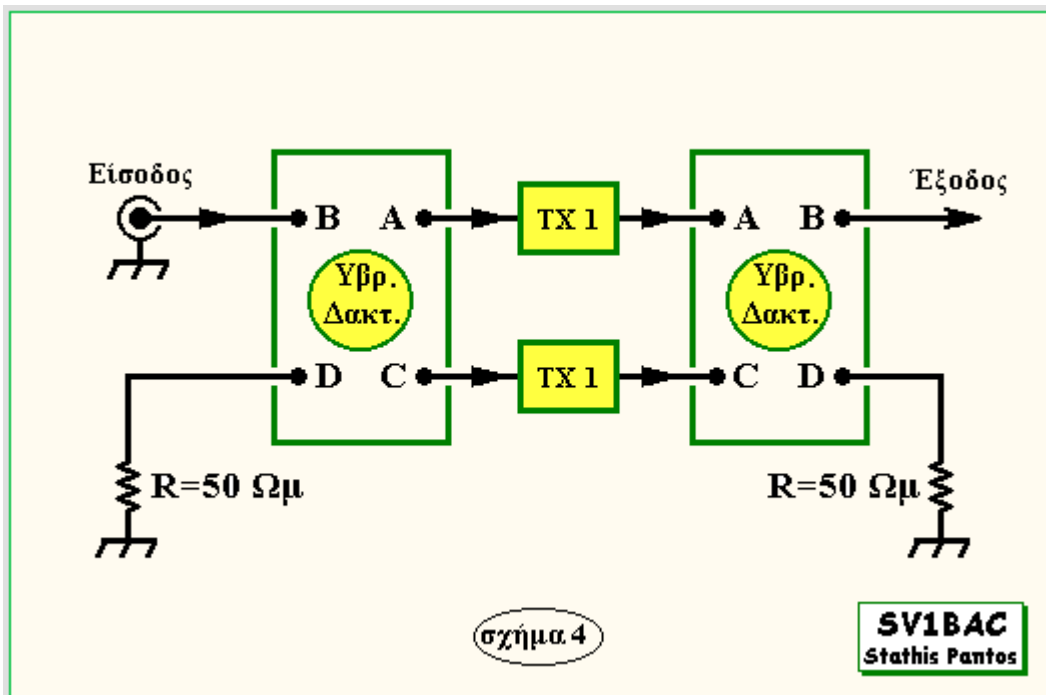 Είσοδος
Έξοδος
B A
TX 1
A B
Υβρ.
Δακτ.
Υβρ.
Δακτ.
D C
TX 1
C D
R=50 Ωμ
R=50 Ωμ
σχήμα 4
SV1BAC
Stathis Pantos